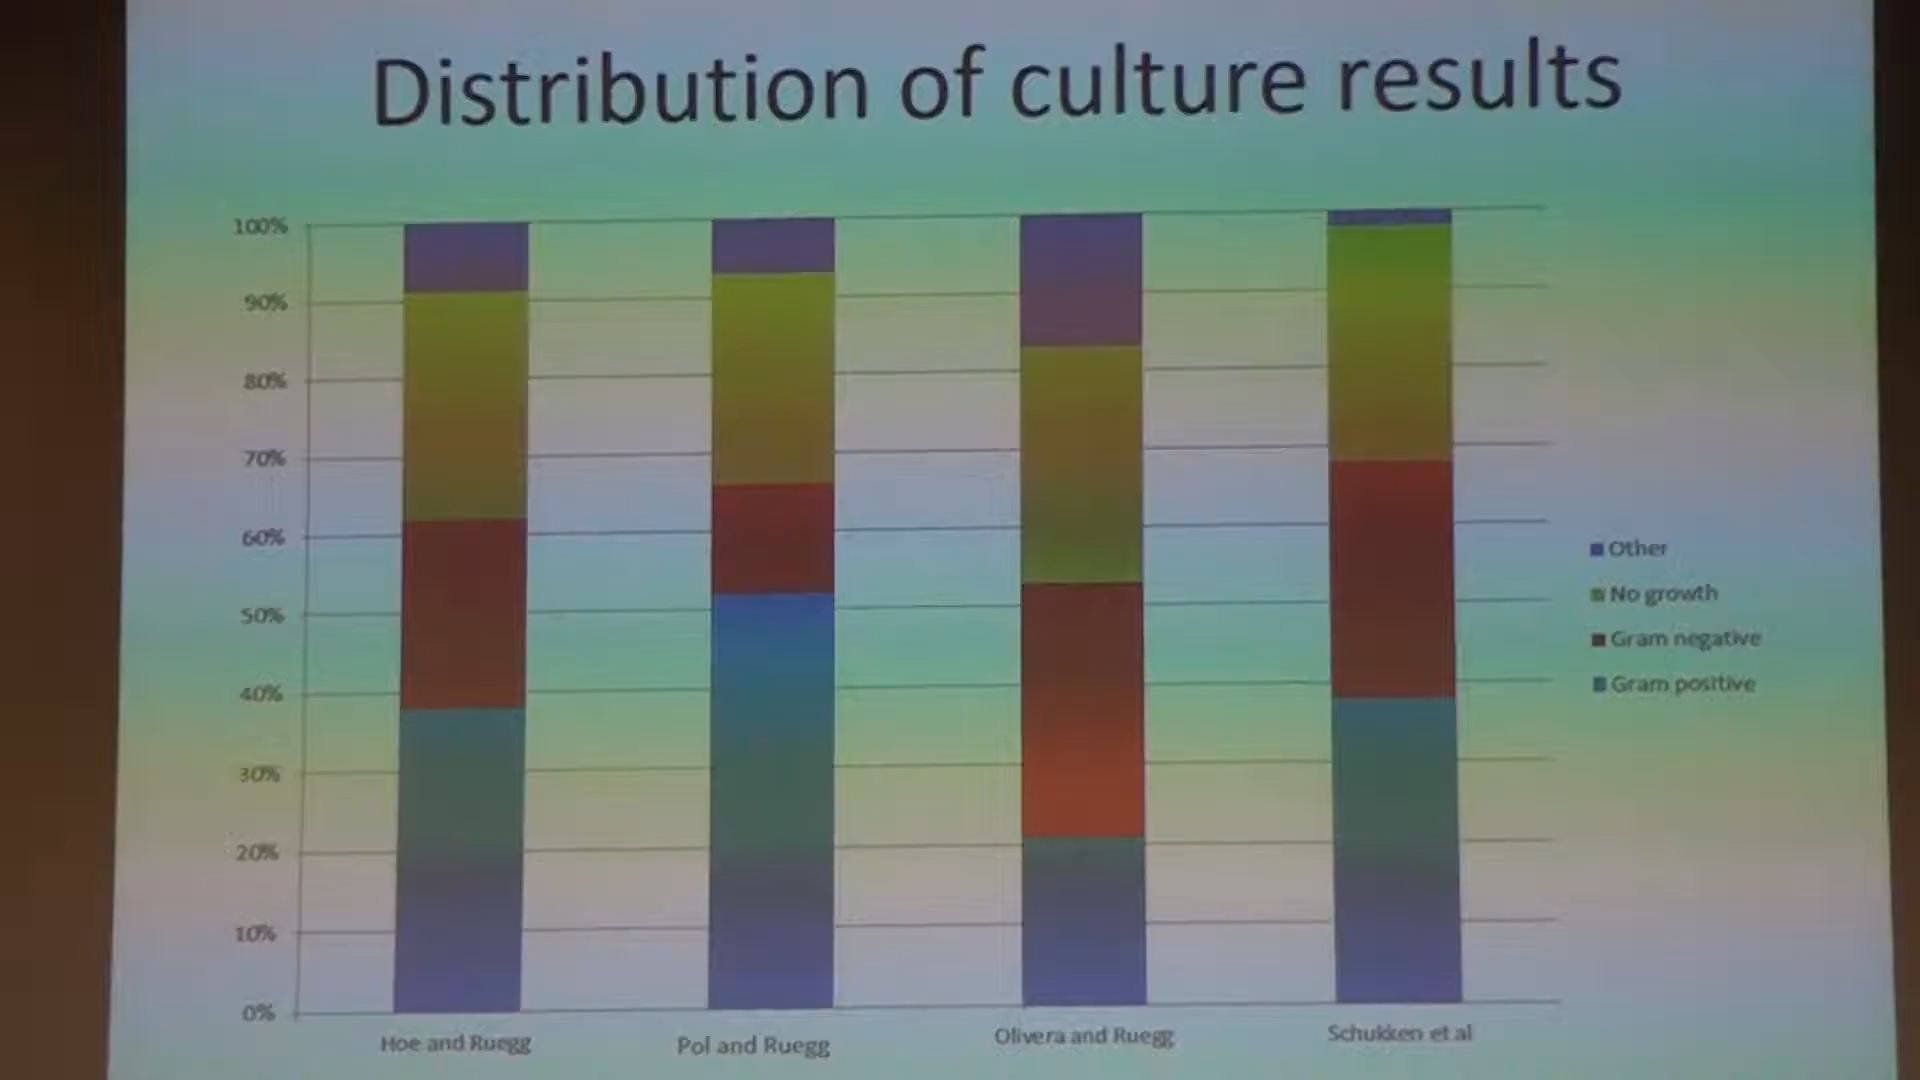 Distribution of culture results
100%
90%
80%
70%
60%
50%
40%
30%
20%
10%
0%
Hoe and Ruegg
Pol and Ruegg
Olivera and Ruegg
Schukken et al
Other
No growth
Gram negative
Gram positive